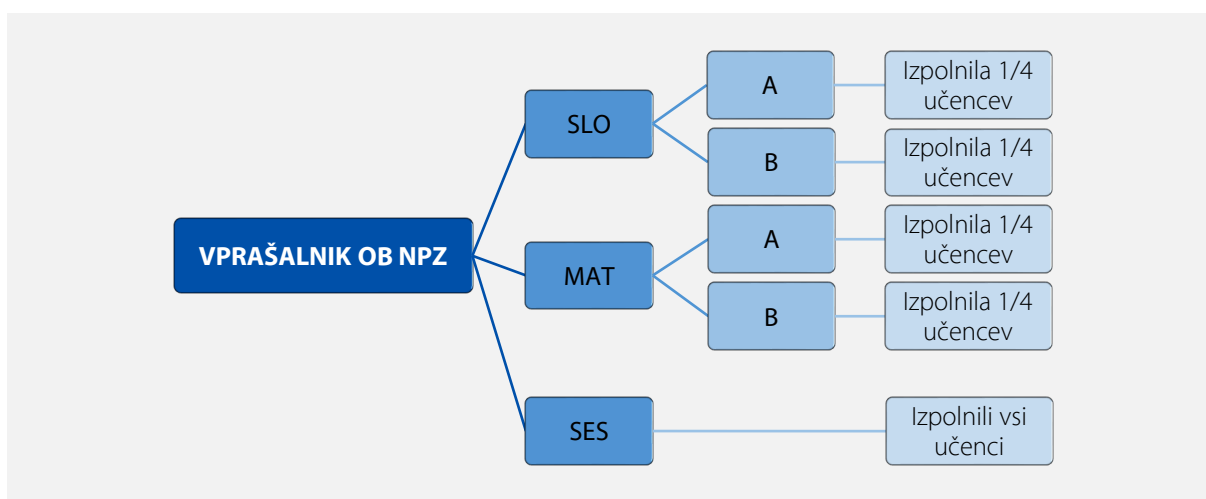 VPRAŠALNIK OB NPZ
SLO
A
Izpolnila 1/4
učencev
B
Izpolnila 1/4
učencev
MAT
A
Izpolnila 1/4
učencev
B
Izpolnila 1/4
učencev
SES
Izpolnili vsi
učenci